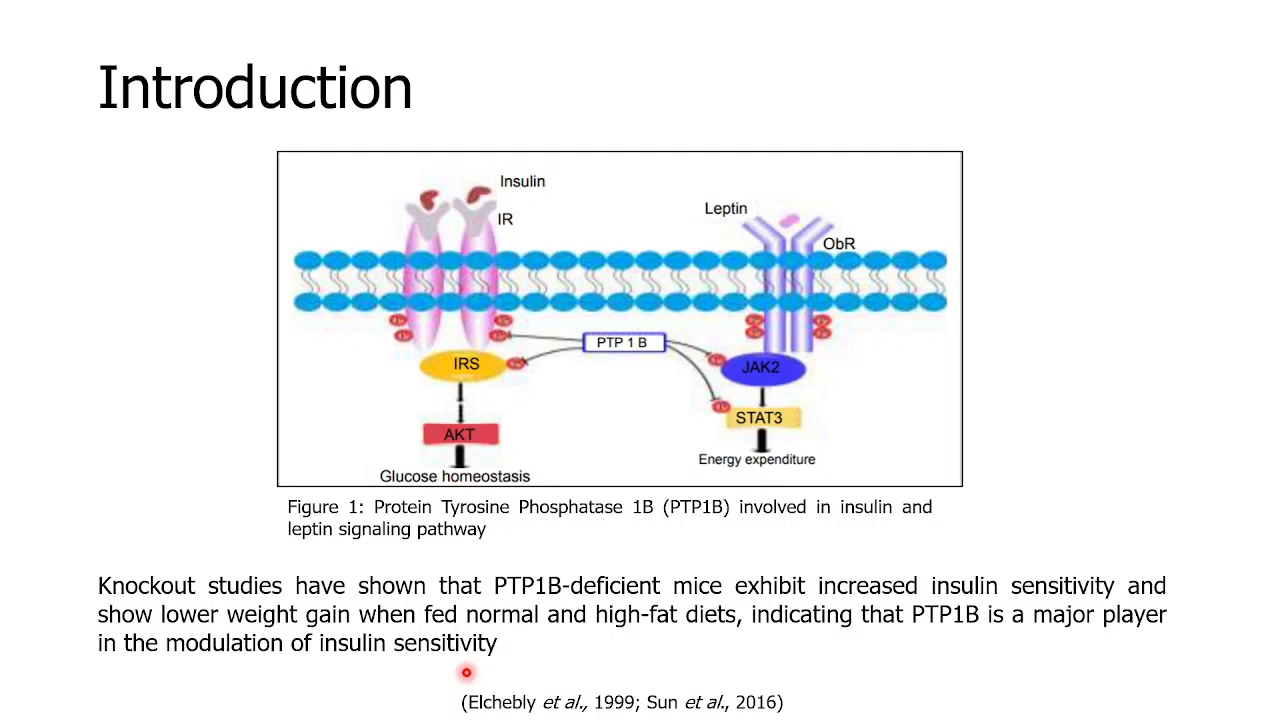 Introduction
Insulin
IR
Leptin
ObR
PTP 1 B
IRS
JAK2
AKT
STAT3
Glucose homeostasis
Energy expenditure
Figure 1: Protein Tyrosine Phosphatase 1B (PTP1B) involved in insulin and
leptin signaling pathway
Knockout studies have shown that PTP1B-deficient mice exhibit increased insulin sensitivity and
show lower weight gain when fed normal and high-fat diets, indicating that PTP1B is a major player
in the modulation of insulin sensitivity
(Elchebly et al., 1999; Sun et al., 2016)